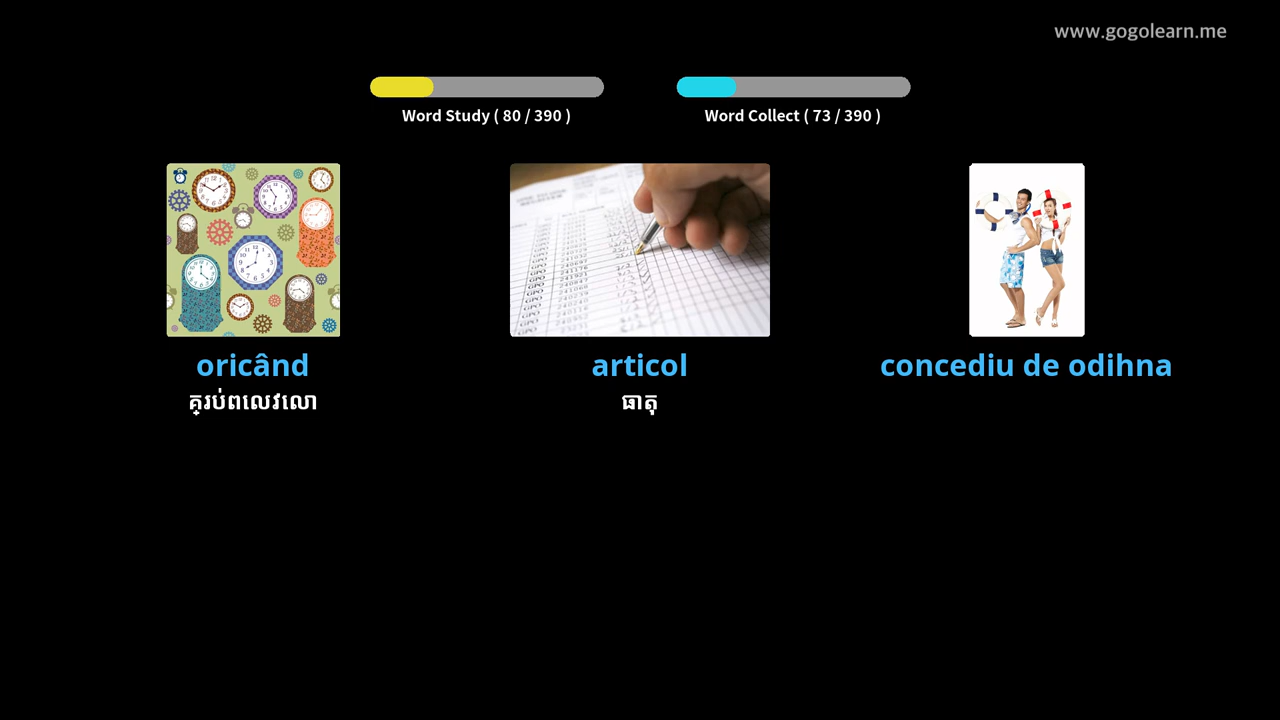 www.gogolearn.me
Word Study ( 80 / 390 )
Word Collect ( 73 / 390 )
oricând
articol
concediu de odihna
គ្រប់ពលេវលោ
ធាតុ